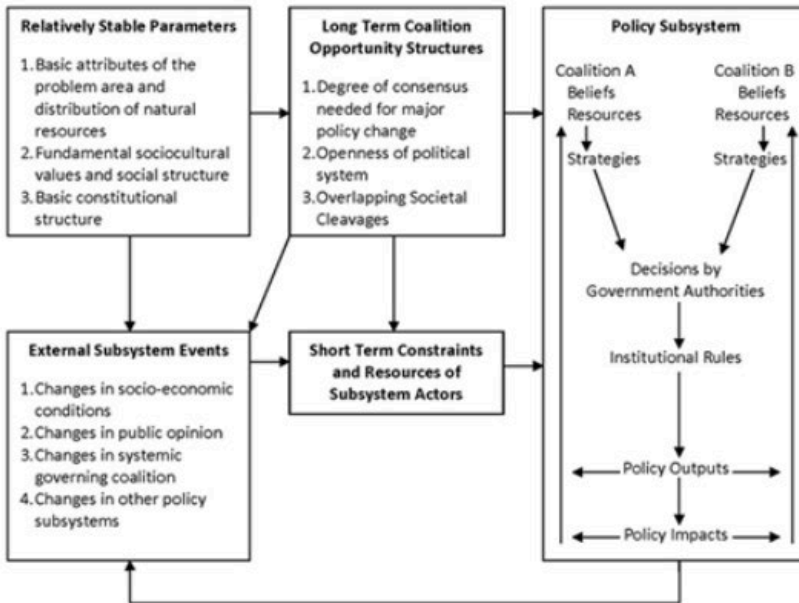 Relatively Stable Parameters
1.Basic attributes of the
problem area and
distribution of natural
resources
2.Fundamental sociocultural
values and social structure
3.Basic constitutional
structure
Long Term Coalition
Opportunity Structures
1.Degree of consensus
needed for major
policy change
2.Openness of political
system
3.Overlapping Societal
Cleavages
Policy Subsystem
Coalition A
Beliefs
Resources
Strategies
Coalition B
Beliefs
Resources
Strategies
Decisions by
Government Authorities
Institutional Rules
Policy Outputs
Policy Impacts
External Subsystem Events
1.Changes in socio-economic
conditions
2.Changes in public opinion
3.Changes in systemic
governing coalition
4.Changes in other policy
subsystems
Short Term Constraints
and Resources of
Subsystem Actors